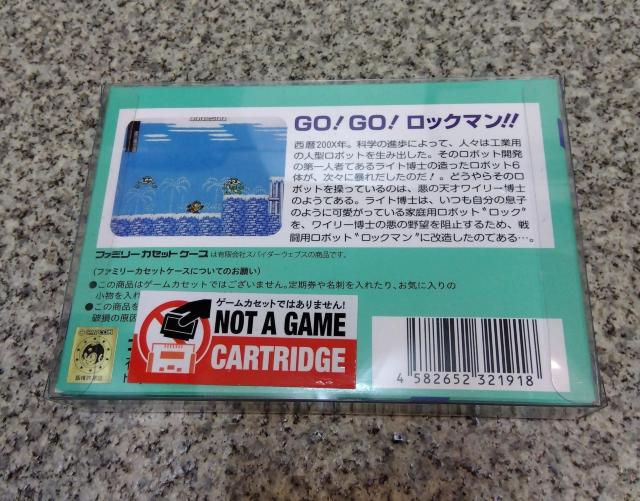 GO! GO! ロックマン!!
西暦200X年。科学の進歩によって、人々は工業用
の人型ロボットを生み出した。そのロボット開発
の第一人者であるライト博士の造ったロボット6
体が、次々に暴れだしたのだ!。どうやらそのロ
ボットを操っているのは、悪の天才ワイリー博士
のようである。ライト博士は、いつも自分の息子
のように可愛がっている家庭用ロボット“ロック”
を、ワイリー博士の悪の野望を阻止するため、戦
闘用ロボット“ロックマン”に改造したのである…。
ファミリーカセットケースは有限会社スパイダーウェブスの商品です。
(ファミリーカセットケースについてのお願い)
●この商品はゲームカセットではございません。定期券や名刺を入れたり、お気に入りの
小物を入れ
●この商品を
破損の原因
ゲームカセットではありません!
NOT A GAME
CARTRIDGE
CAPCOM
4 582652 321918